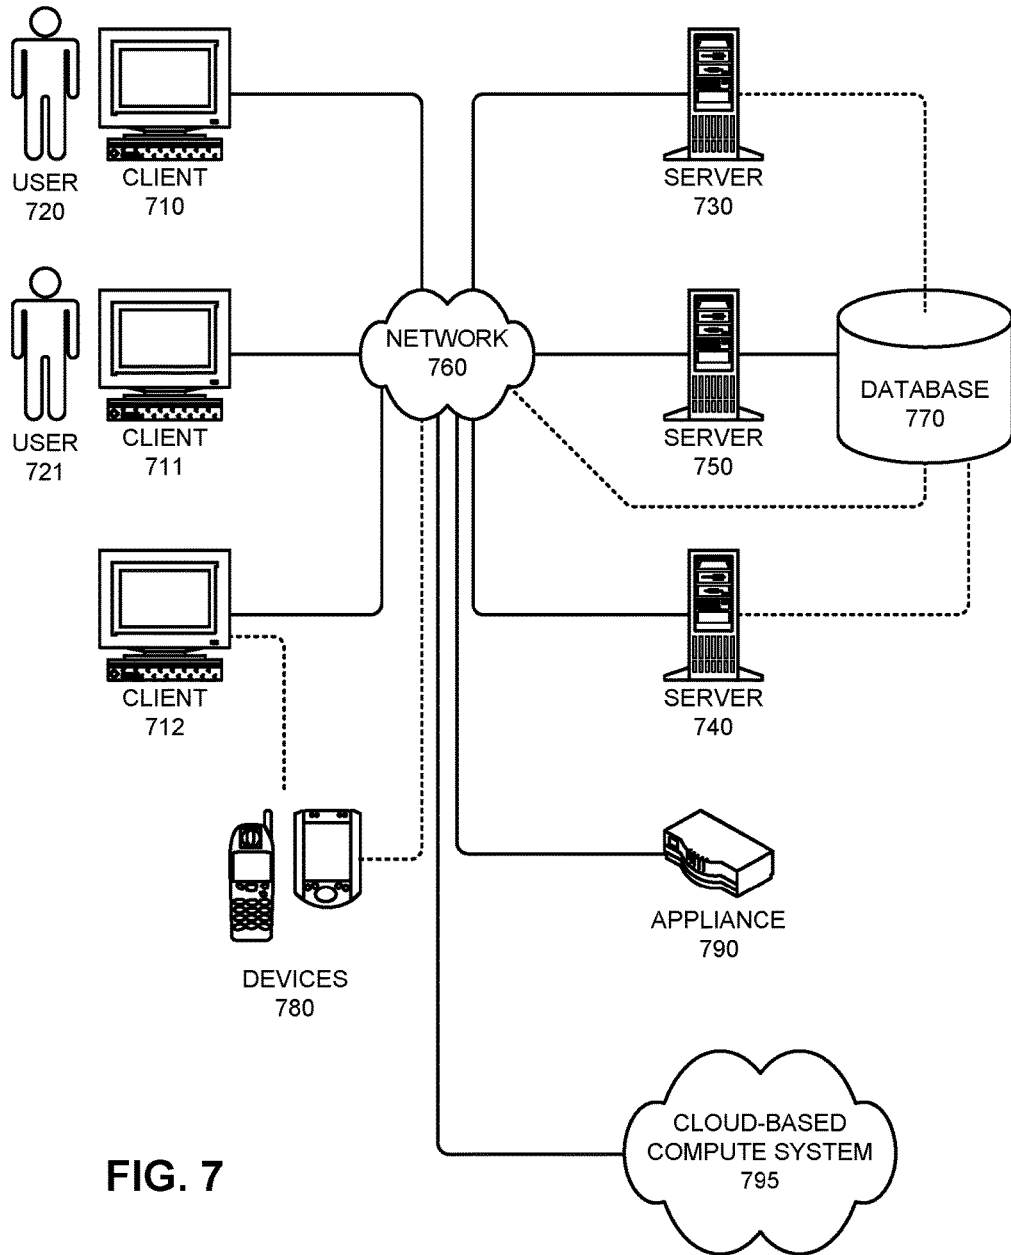 USER
720
CLIENT
710
SERVER
730
USER
721
CLIENT
711
NETWORK
760
SERVER
750
DATABASE
770
CLIENT
712
SERVER
740
DEVICES
780
APPLIANCE
790
CLOUD-BASED
COMPUTE SYSTEM
795
FIG. 7